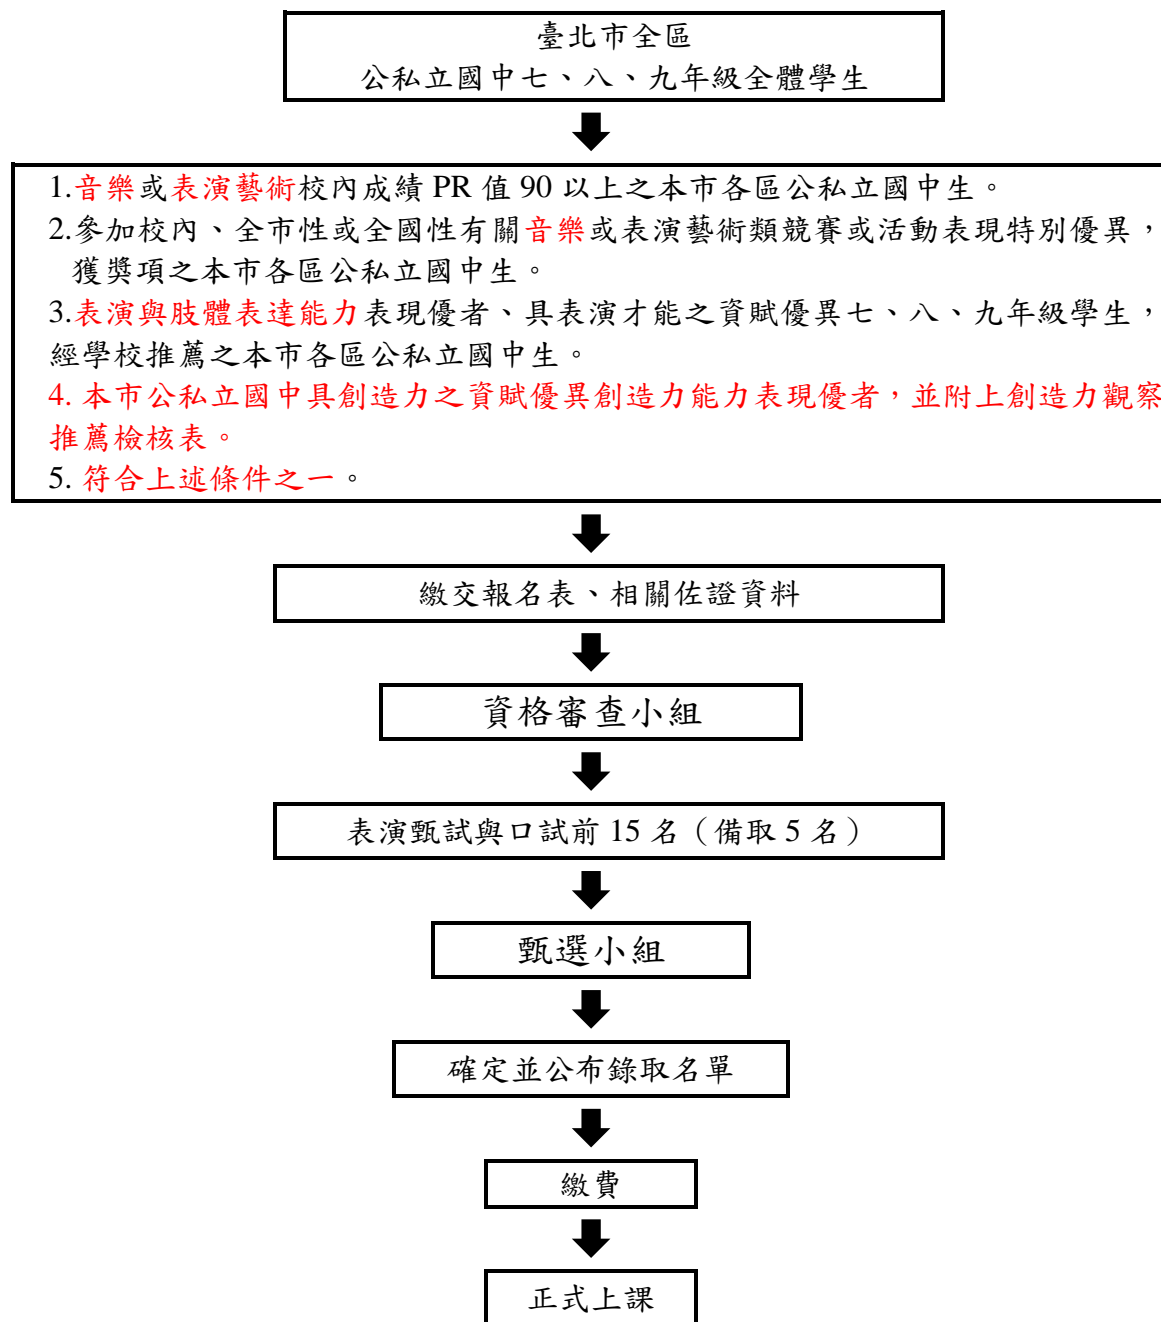 臺北市全區
公私立國中七、八、九年級全體學生
1.音樂或表演藝術校內成績 PR 值 90 以上之本市各區公私立國中生。
2.參加校內、全市性或全國性有關音樂或表演藝術類競賽或活動表現特別優異，
獲獎項之本市各區公私立國中生。
3.表演與肢體表達能力表現優者、具表演才能之資賦優異七、八、九年級學生，
經學校推薦之本市各區公私立國中生。
4. 本市公私立國中具創造力之資賦優異創造力能力表現優者，並附上創造力觀察
推薦檢核表。
5. 符合上述條件之一。
繳交報名表、相關佐證資料
資格審查小組
表演甄試與口試前 15 名（備取 5 名）
甄選小組
確定並公布錄取名單
繳費
正式上課